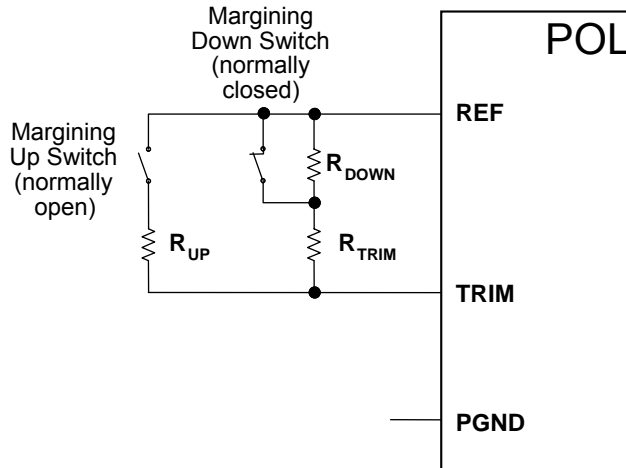 Margining
Down Switch
(normally
closed)
POL
REF
Margining
Up Switch
(normally
open)
RDOWN
RUP
RTRIM
TRIM
PGND